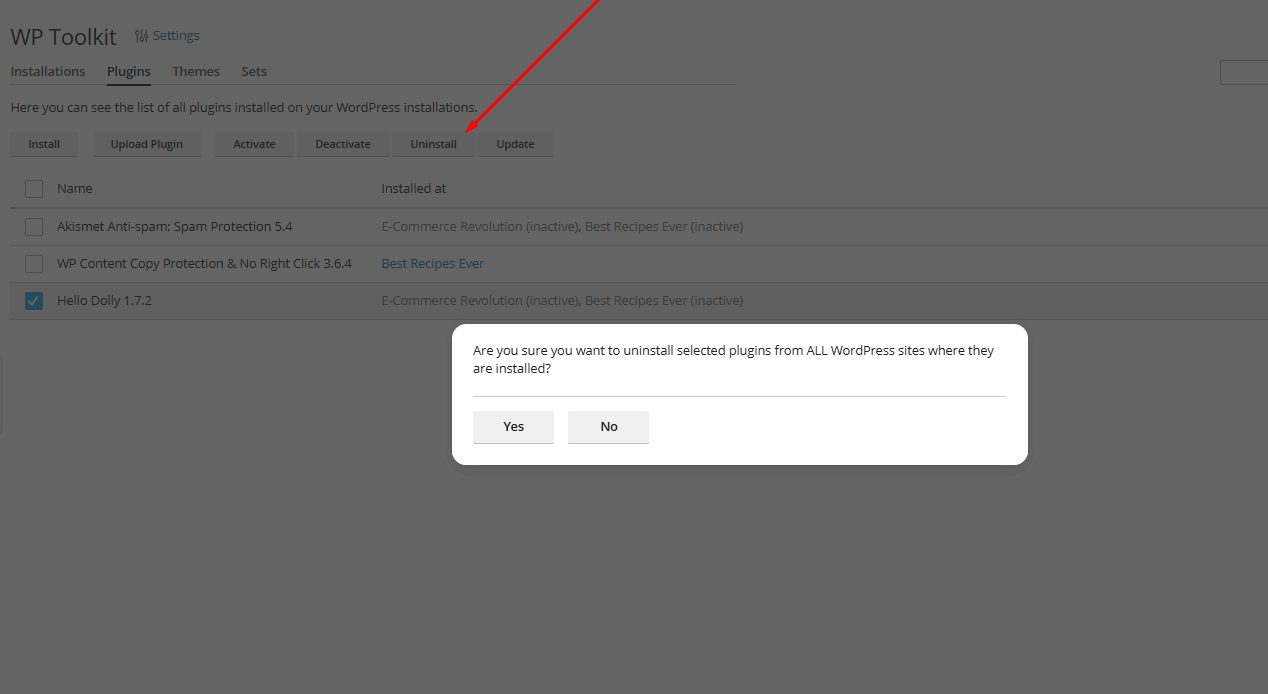 WP Toolkit Settings
Installations Plugins Themes Sets
Here you can see the list of all plugins installed on your WordPress installations.
Install Upload Plugin Activate Deactivate Uninstall Update
Name Installed at
Akismet Anti-spam: Spam Protection 5.4 E-Commerce Revolution (inactive), Best Recipes Ever (inactive)
WP Content Copy Protection & No Right Click 3.6.4 Best Recipes Ever
Hello Dolly 1.7.2 E-Commerce Revolution (inactive), Best Recipes Ever (inactive)
Are you sure you want to uninstall selected plugins from ALL WordPress sites where they
are installed?
Yes No